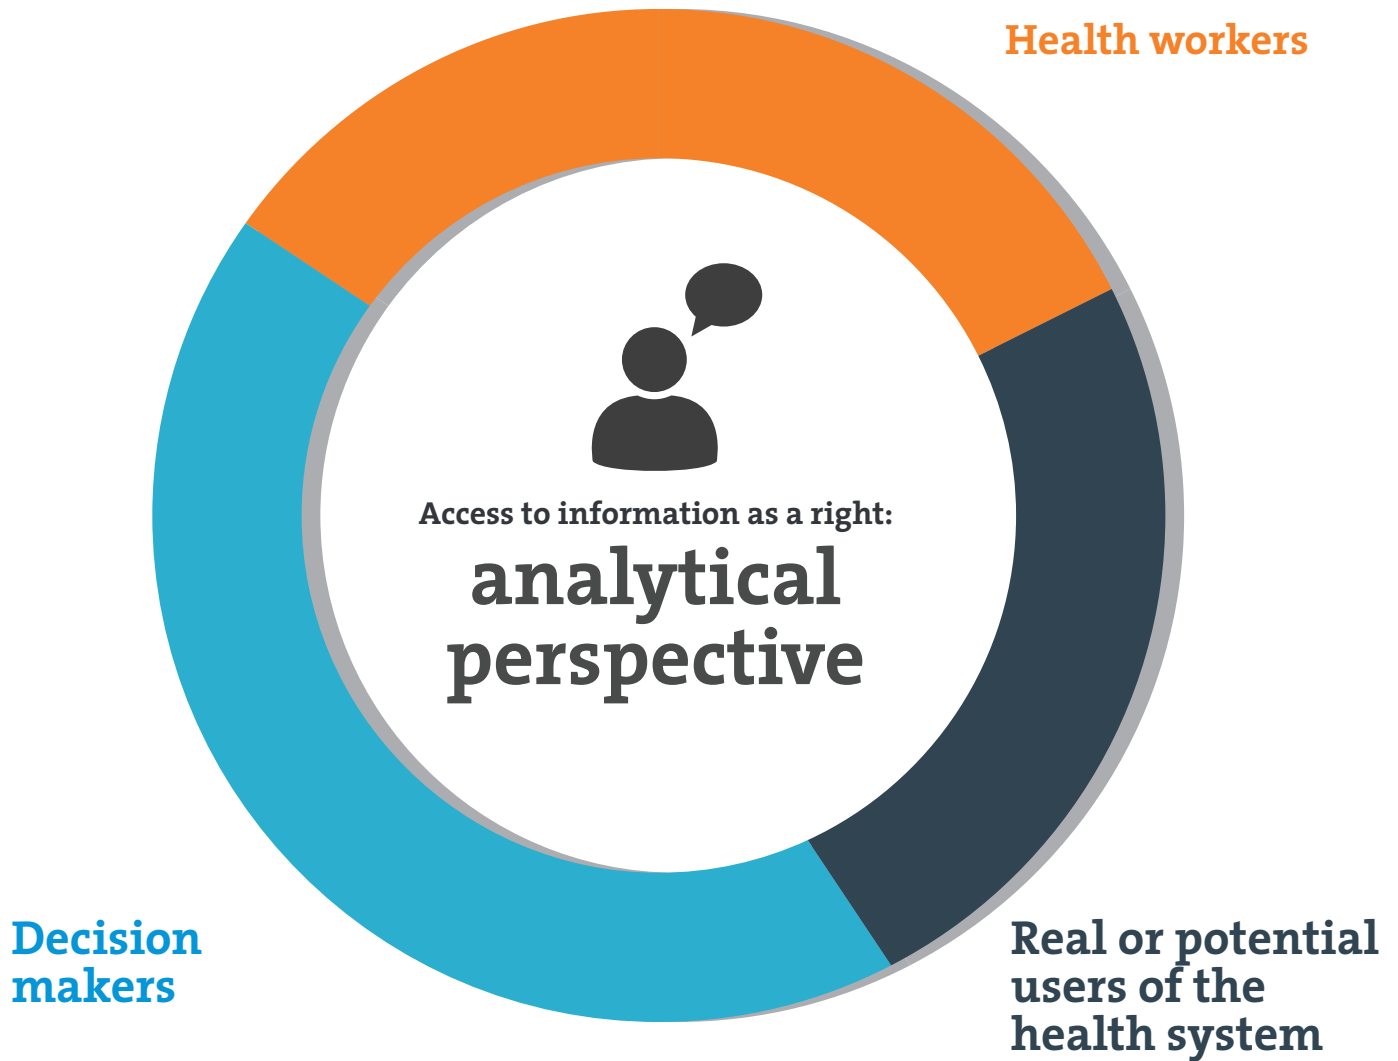 Health workers
Access to information as a right:
analytical
perspective
Decision
makers
Real or potential
users of the
health system